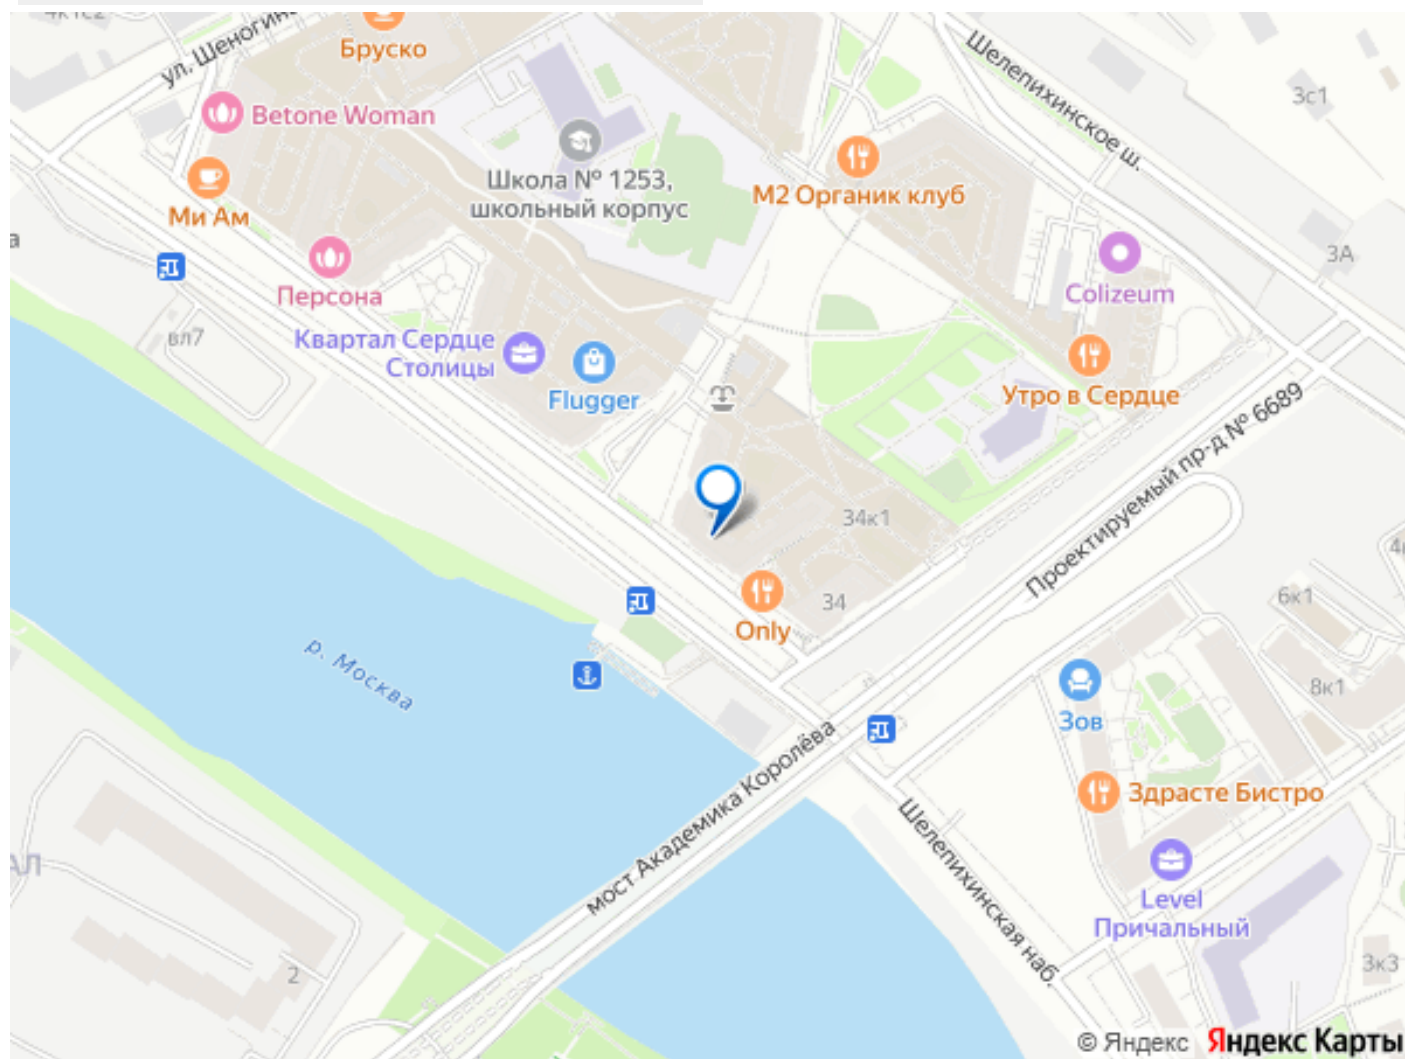 4к1с2
ул. Шеногина
Бруско
Шелепихинское ш.
3с1
Betone Woman
Школа № 1253,
школьный корпус
М2 Органик клуб
Ми Ам
а
3А
Персона
Colizeum
вл7
Квартал Сердце
Столицы
Flugger
Утро в Сердце
Проектируемый пр-д № 6689
34к1
34
Only
6к1
р. Москва
8к1
Зов
мост Академика Королёва
Здрасте Бистро
Шелепихинская наб.
АЛ
Level
Причальный
2
3к3
© Яндекс Яндекс Карты